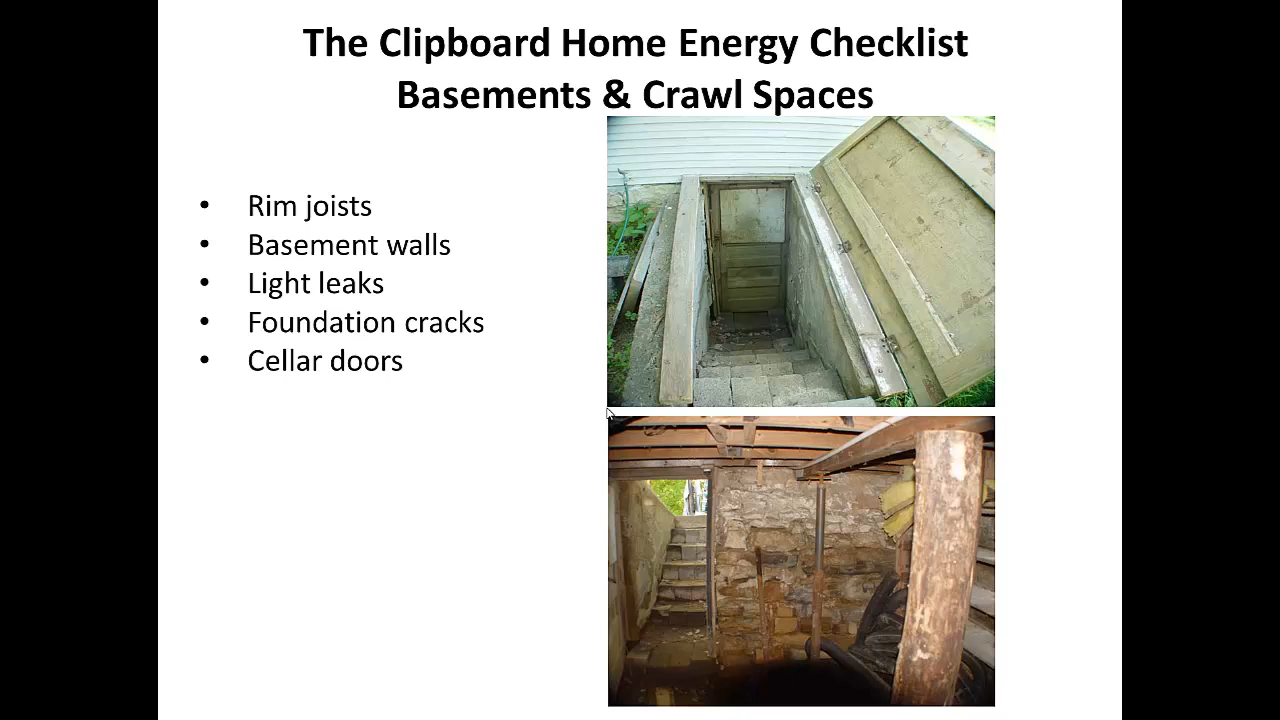 The Clipboard Home Energy Checklist
Basements & Crawl Spaces
• Rim joists
• Basement walls
• Light leaks
• Foundation cracks
• Cellar doors